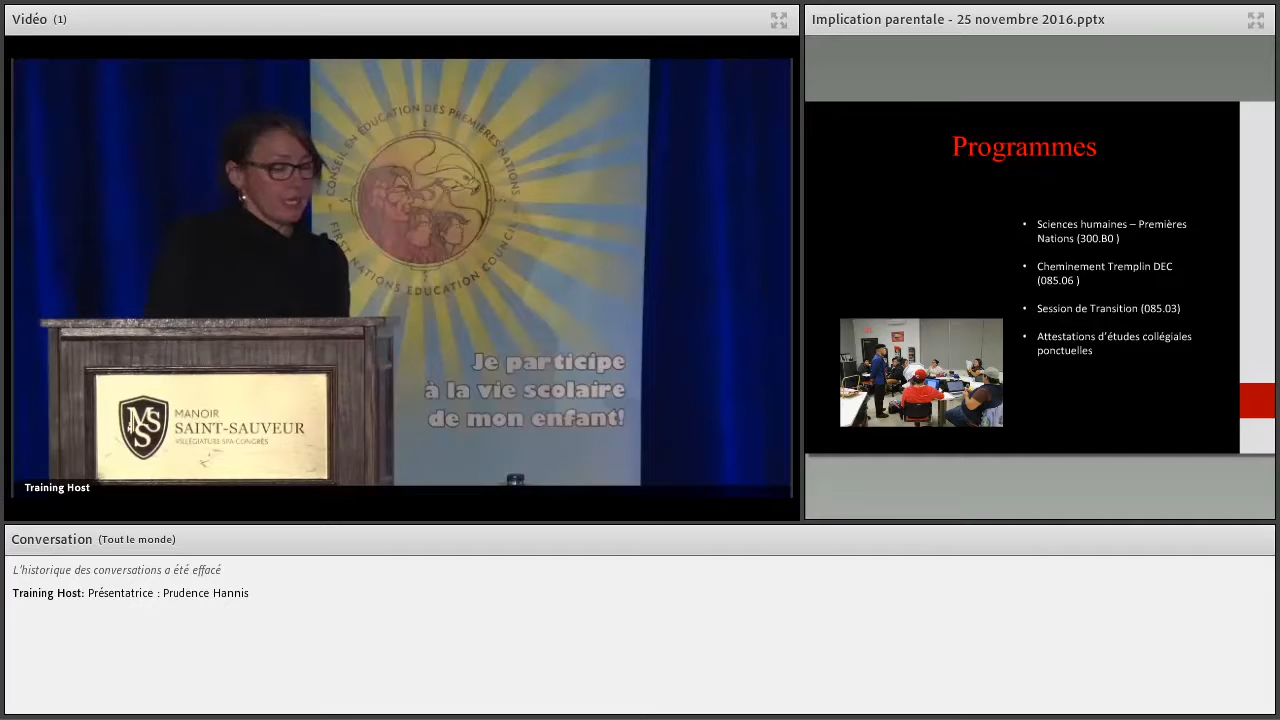 Vidéo (1)
CONSEIL EN ÉDUCATION DES PREMIÈRES NATIONS
FIRST NATIONS EDUCATION COUNCIL
Je participe
à la vie scolaire
de mon enfant!
MSS
MANOIR
SAINT-SAUVEUR
VILLÉGIATURE SPA CONGRÈS
Training Host
Implication parentale - 25 novembre 2016.pptx
Programmes
• Sciences humaines – Premières
Nations (300.B0 )
• Cheminement Tremplin DEC
(085.06 )
• Session de Transition (085.03)
• Attestations d'études collégiales
ponctuelles
Conversation (Tout le monde)
L'historique des conversations a été effacé
Training Host: Présentatrice : Prudence Hannis